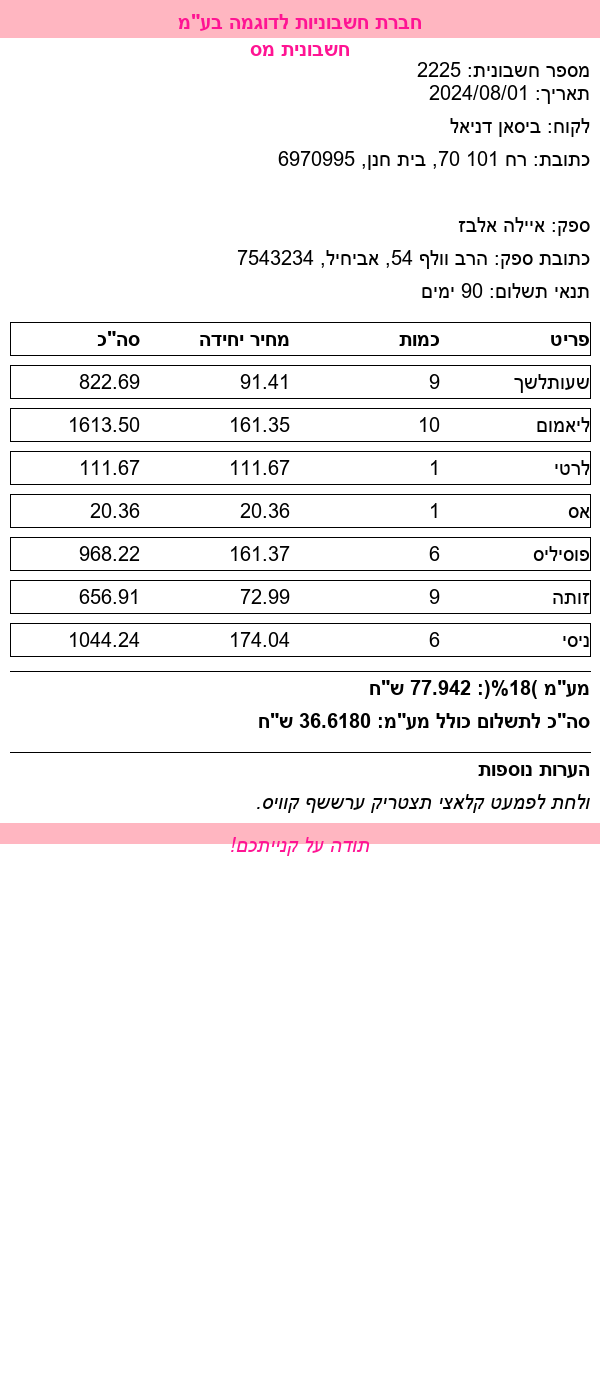 חברת חשבוניות לדוגמה בע"מ
חשבונית מס
מספר חשבונית: 2225
תאריך: 2024/08/01
לקוח: ביסאן דניאל
כתובת: רח 101 70, בית חנן, 6970995
ספק: איילה אלבז
כתובת ספק: הרב וולף 54, אביחיל, 7543234
תנאי תשלום: 90 ימים
פריט כמות מחיר יחידה סה"כ
שעותלשך 9 91.41 822.69
ליאמום 10 161.35 1613.50
לרטי 1 111.67 111.67
אס 1 20.36 20.36
פוסיליס 6 161.37 968.22
זותה 9 72.99 656.91
ניסי 6 174.04 1044.24
מע"מ )18%(: 77.942 ש"ח
סה"כ לתשלום כולל מע"מ: 36.6180 ש"ח
הערות נוספות
ולחת לפמעט קלאצי תצטריק ערששף קוויס.
תודה על קנייתכם!